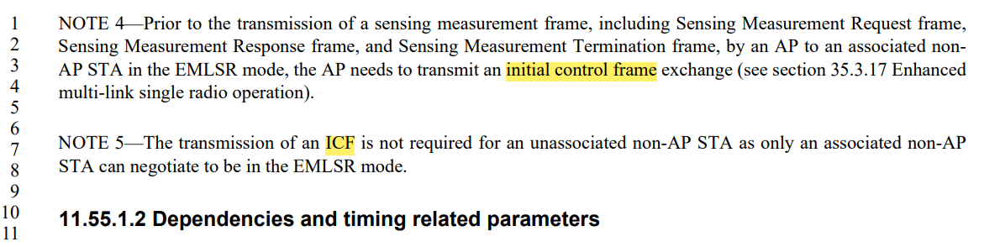 1 NOTE 4—Prior to the transmission of a sensing measurement frame, including Sensing Measurement Request frame,
2 Sensing Measurement Response frame, and Sensing Measurement Termination frame, by an AP to an associated non-
3 AP STA in the EMLSR mode, the AP needs to transmit an initial control frame exchange (see section 35.3.17 Enhanced
4 multi-link single radio operation).
5
6
7 NOTE 5—The transmission of an ICF is not required for an unassociated non-AP STA as only an associated non-AP
8 STA can negotiate to be in the EMLSR mode.
9
10 11.55.1.2 Dependencies and timing related parameters
11